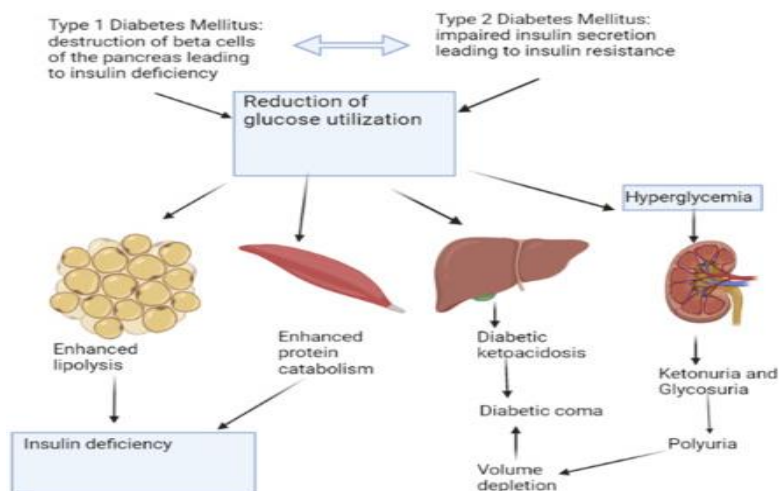 Type 1 Diabetes Mellitus:
destruction of beta cells
of the pancreas leading
to insulin deficiency
Type 2 Diabetes Mellitus:
impaired insulin secretion
leading to insulin resistance
Reduction of
glucose utilization
Hyperglycemia
Enhanced
lipolysis
Enhanced
protein
catabolism
Diabetic
ketoacidosis
Ketonuria and
Glycosuria
Diabetic coma
Insulin deficiency
Polyuria
Volume
depletion